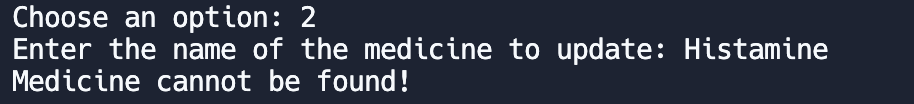 Choose an option: 2
Enter the name of the medicine to update: Histamine
Medicine cannot be found!